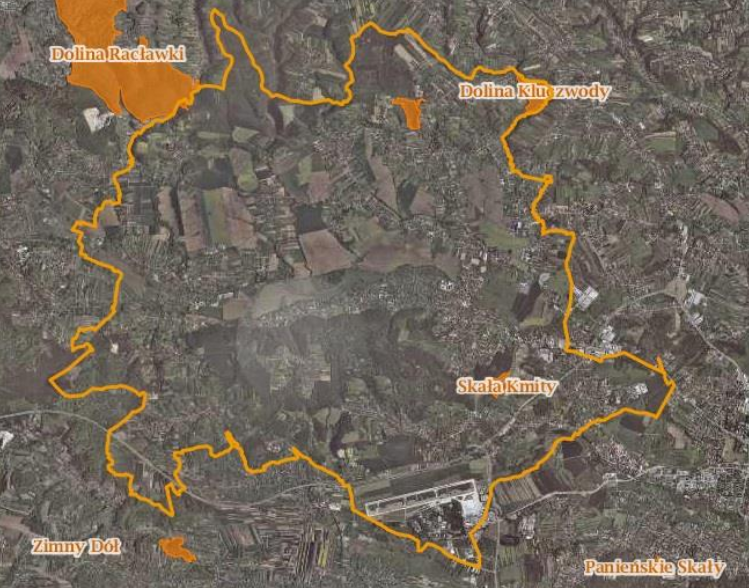 Dolina Racławki
Dolina Kluczwody
Skała Kmity
Zimny Dół
Panieńskie Skały